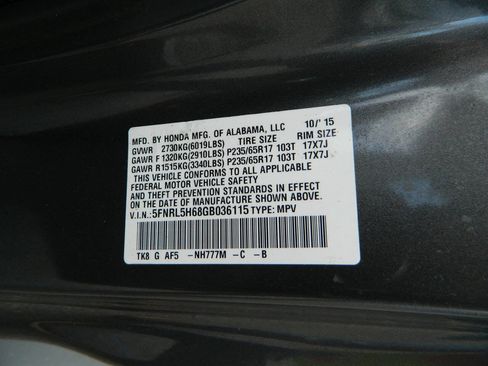 MFD. BY HONDA MFG. OF ALABAMA, LLC 10/'15
GVWR 2730KG(6019LBS) TIRE SIZE RIM SIZE
GAWR F 1320KG(2910LBS) P235/65R17 103T 17X7J
GAWR R 1515KG(3340LBS) P235/65R17 103T 17X7J
THIS VEHICLE CONFORMS TO ALL APPLICABLE
FEDERAL MOTOR VEHICLE SAFETY
AND THEFT PREVENTION STANDARDS IN EFFECT ON
THE DATE OF MANUFACTURE SHOWN ABOVE.
V.I.N.: 5FNRL5H68GB036115 TYPE: MPV
TK8 G AF5 -NH777M -C -B